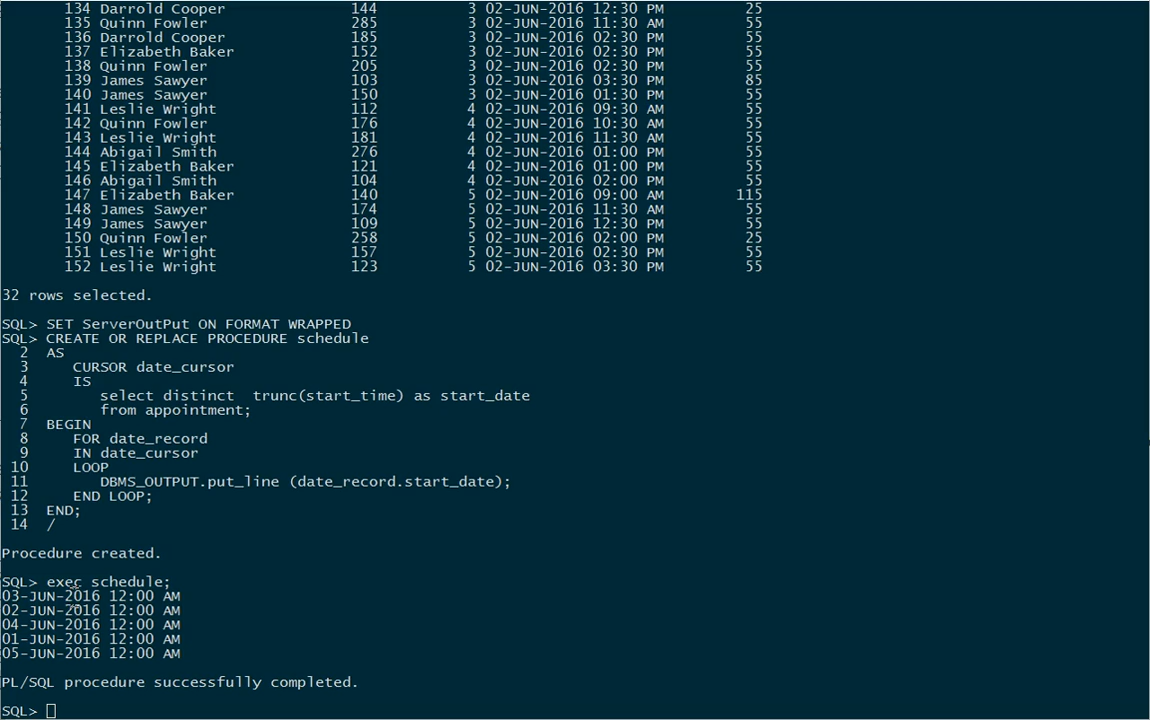 134 Darrold Cooper 144 3 02-JUN-2016 12:30 PM 25
135 Quinn Fowler 285 3 02-JUN-2016 11:30 AM 55
136 Darrold Cooper 185 3 02-JUN-2016 02:30 PM 55
137 Elizabeth Baker 152 3 02-JUN-2016 12:30 PM 55
138 Quinn Fowler 205 3 02-JUN-2016 02:30 PM 55
139 James Sawyer 103 3 02-JUN-2016 03:30 PM 85
140 James Sawyer 150 3 02-JUN-2016 01:30 PM 55
141 Leslie Wright 112 4 02-JUN-2016 09:30 AM 55
142 Quinn Fowler 176 4 02-JUN-2016 10:30 AM 55
143 Leslie Wright 181 4 02-JUN-2016 11:30 AM 55
144 Abigail Smith 276 4 02-JUN-2016 01:00 PM 55
145 Elizabeth Baker 121 4 02-JUN-2016 01:00 PM 55
146 Abigail Smith 104 4 02-JUN-2016 02:00 PM 55
147 Elizabeth Baker 140 5 02-JUN-2016 09:00 AM 115
148 James Sawyer 174 5 02-JUN-2016 11:30 AM 55
149 James Sawyer 109 5 02-JUN-2016 12:30 PM 55
150 Quinn Fowler 258 5 02-JUN-2016 02:00 PM 25
151 Leslie Wright 157 5 02-JUN-2016 02:30 PM 55
152 Leslie Wright 123 5 02-JUN-2016 03:30 PM 55
32 rows selected.
SQL> SET ServerOutPut ON FORMAT WRAPPED
SQL> CREATE OR REPLACE PROCEDURE schedule
2 AS
3 CURSOR date_cursor
4 IS
5 select distinct  trunc(start_time) as start_date
6 from appointment;
7 BEGIN
8 FOR date_record
9 IN date_cursor
10 LOOP
11 DBMS_OUTPUT.put_line (date_record.start_date);
12 END LOOP;
13 END;
14 /
Procedure created.
SQL> exec schedule;
03-JUN-2016 12:00 AM
02-JUN-2016 12:00 AM
04-JUN-2016 12:00 AM
01-JUN-2016 12:00 AM
05-JUN-2016 12:00 AM
PL/SQL procedure successfully completed.
SQL>